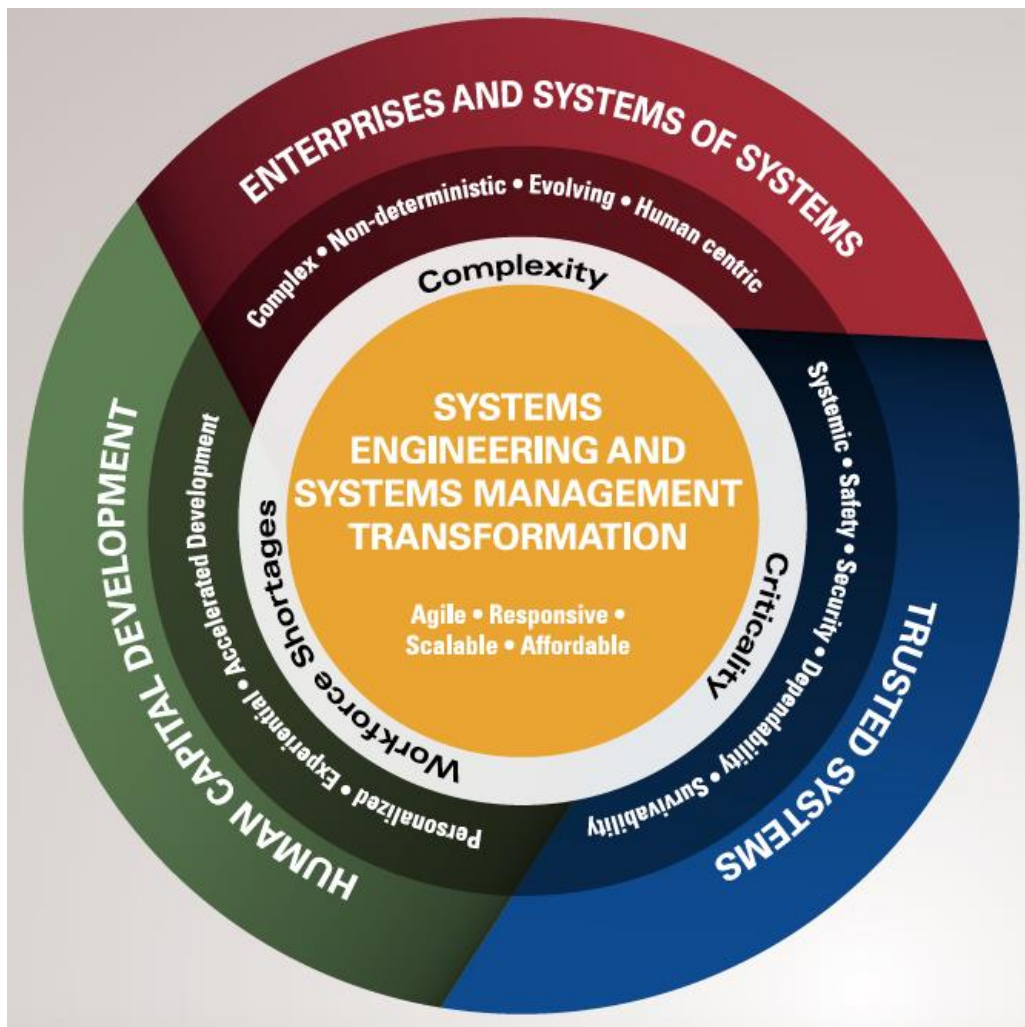 ENTERPRISES AND SYSTEMS OF SYSTEMS
Complex • Non-deterministic • Evolving • Human centric
Complexity
SYSTEMS
ENGINEERING AND
SYSTEMS MANAGEMENT
TRANSFORMATION
Agile • Responsive •
Scalable • Affordable
Criticality
Systemic • Safety • Security • Dependability • Survivability
TRUSTED SYSTEMS
Workforce Shortages
Personalized • Experiential • Accelerated Development
HUMAN CAPITAL DEVELOPMENT